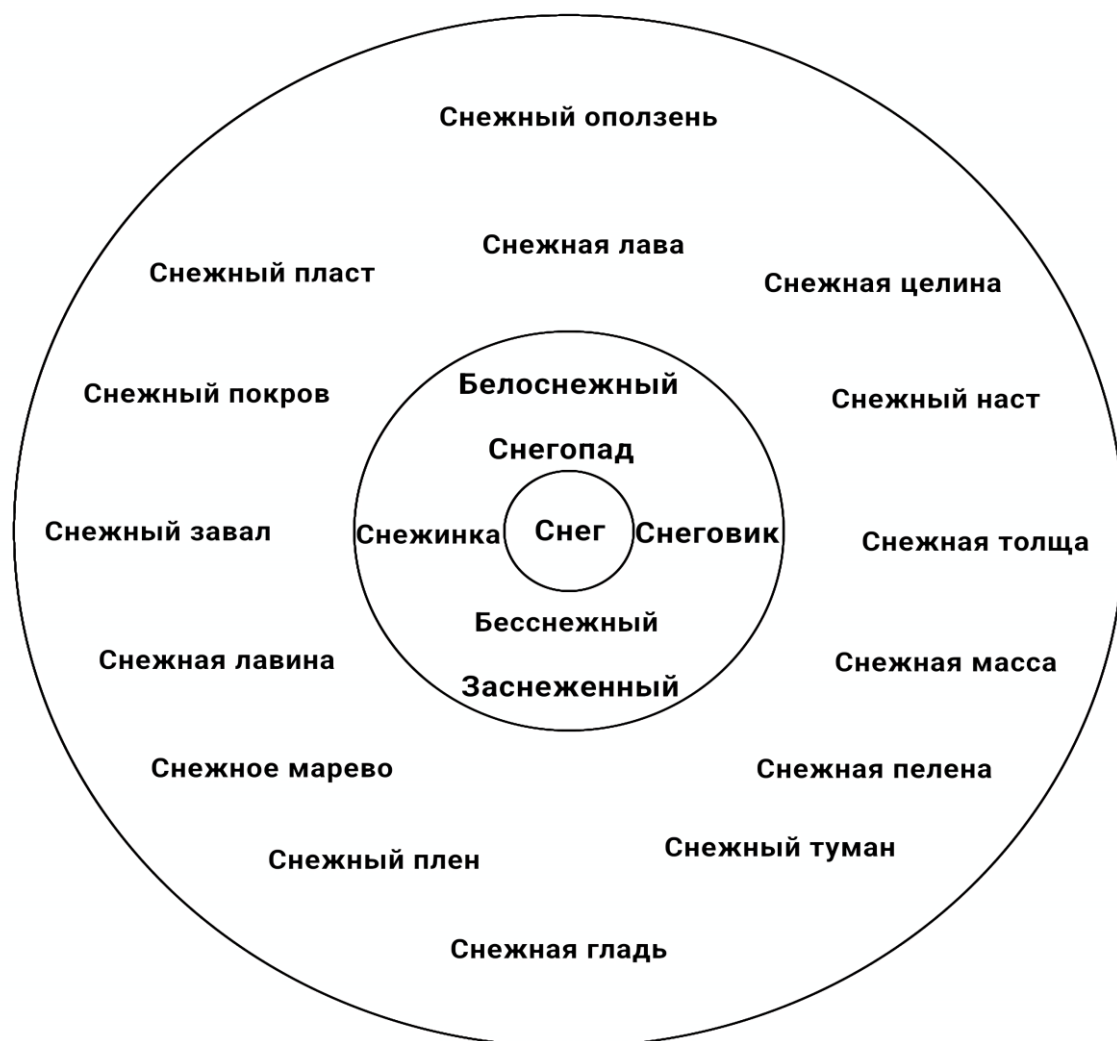 Снежный оползень
Снежная лава
Снежный пласт
Снежная целина
Белоснежный
Снежный покров
Снежный наст
Снегопад
Снежный завал
Снежинка
Снег
Снеговик
Снежная толща
Бесснежный
Снежная лавина
Снежная масса
Заснеженный
Снежное марево
Снежная пелена
Снежный плен
Снежный туман
Снежная гладь